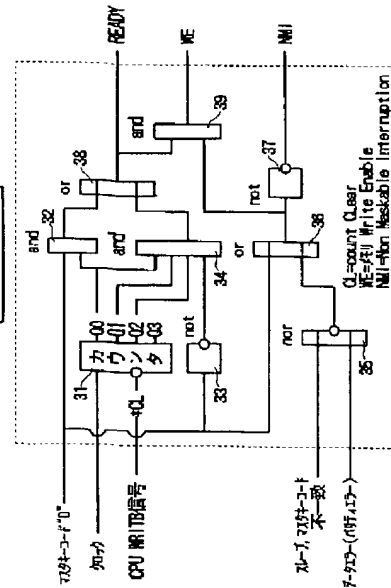 READY
WE
NMI
and
39
38
or
32
and
and
34
00
01
02
03
カウンタ
31
*CL
not
33
not
37
or
36
nor
35
マスタキーコード"0"
クロック
CPU WRITE信号
スレーブ,マスタキーコード
不一致
データエラー(パリティエラー)
CL=count Clear
WE=メモリ Write Enable
NMI=Non Maskable Interruption